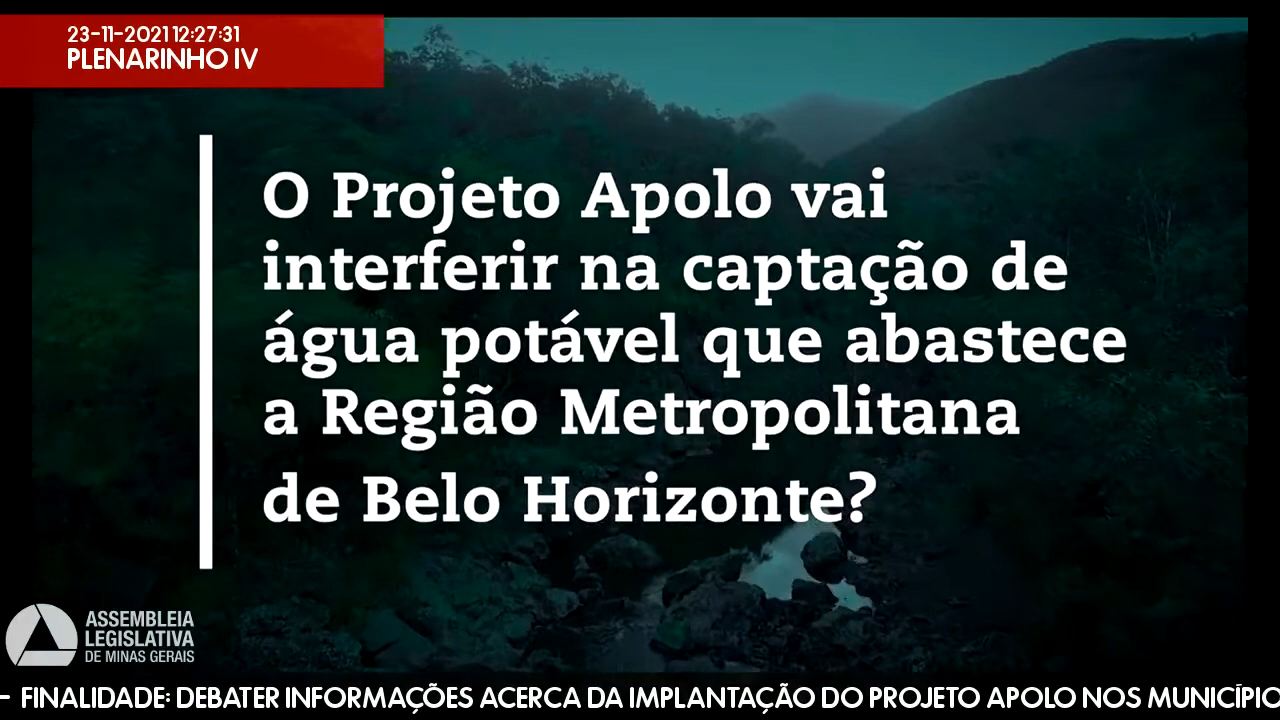 23-11-2021 12:27:31
PLENARINHO IV
O Projeto Apolo vai
interferir na captação de
água potável que abastece
a Região Metropolitana
de Belo Horizonte?
ASSEMBLEIA
LEGISLATIVA
DE MINAS GERAIS
– FINALIDADE: DEBATER INFORMAÇÕES ACERCA DA IMPLANTAÇÃO DO PROJETO APOLO NOS MUNICÍPIO